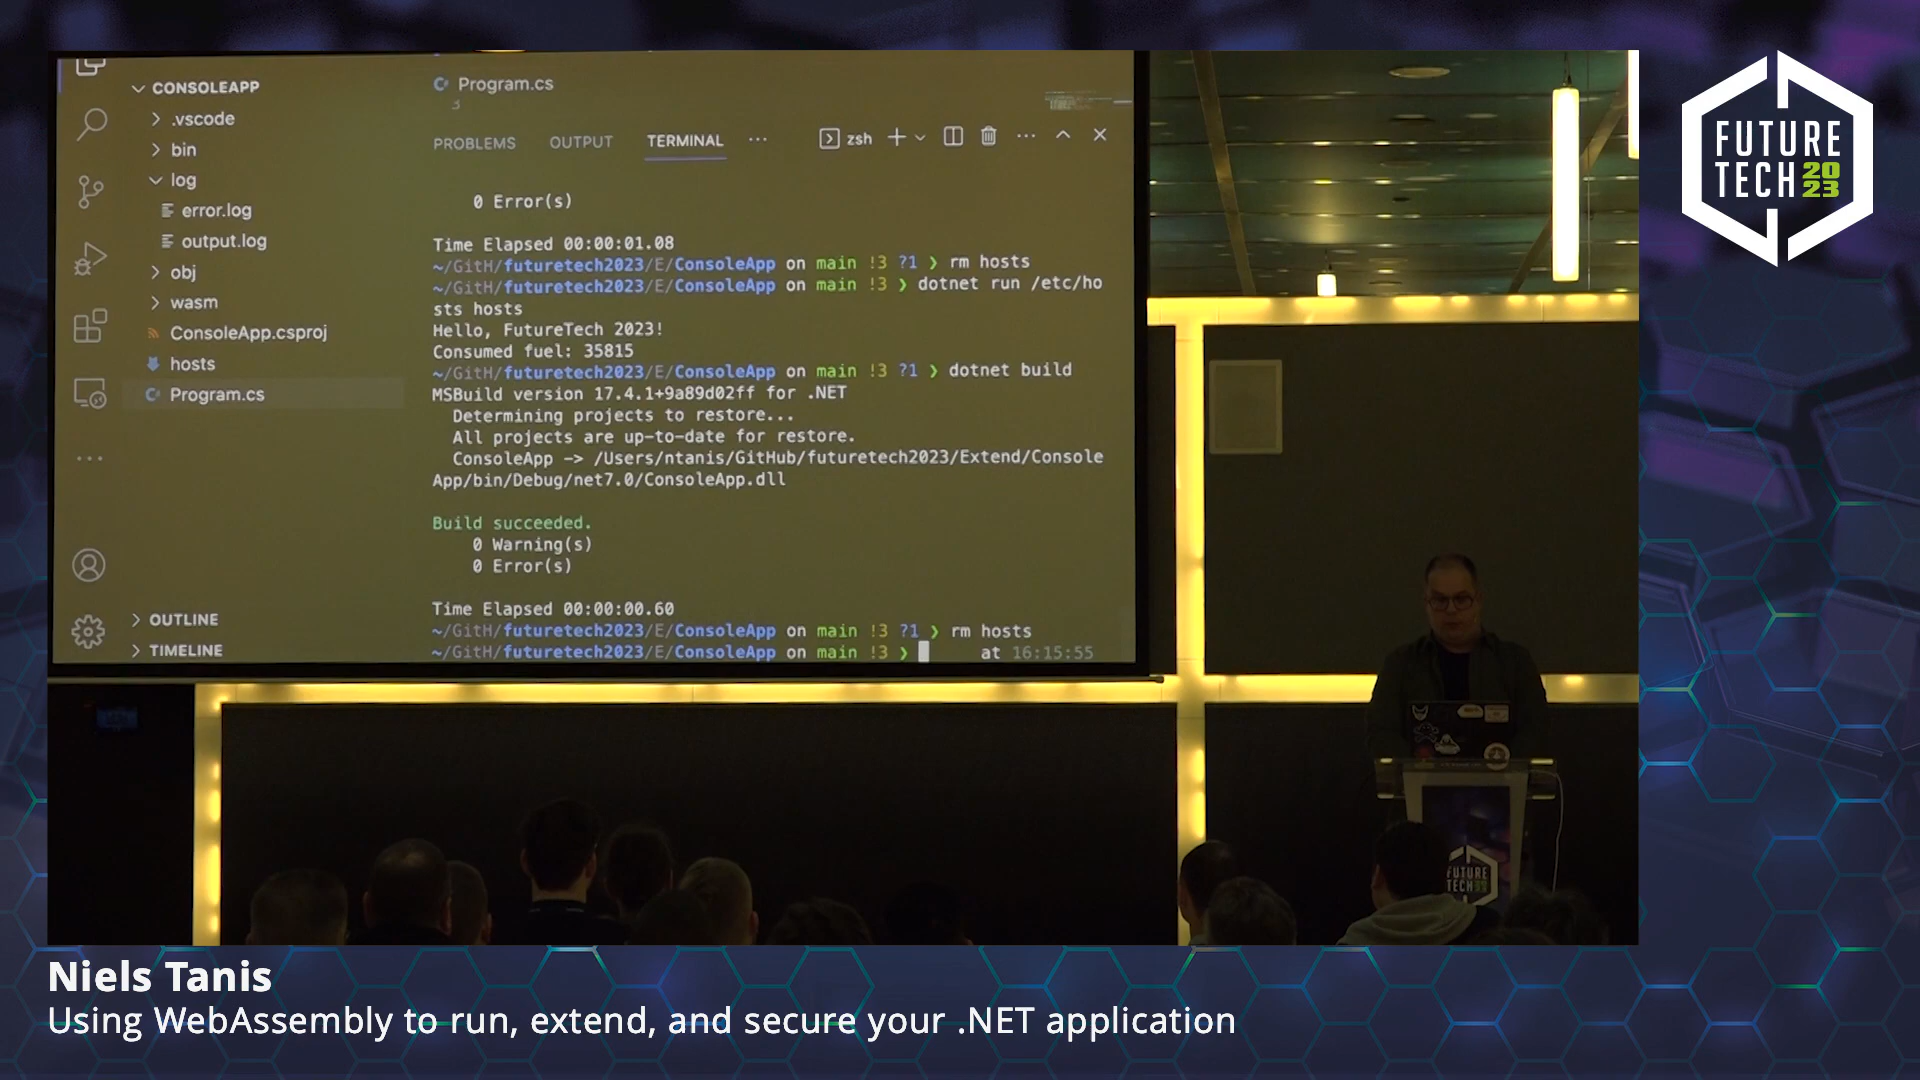 CONSOLEAPP
.vscode
bin
log
error.log
output.log
obj
wasm
ConsoleApp.csproj
hosts
Program.cs
OUTLINE
TIMELINE
Program.cs
3
PROBLEMS OUTPUT TERMINAL ... zsh
0 Error(s)
Time Elapsed 00:00:01.08
~/GitH/futuretech2023/E/ConsoleApp on main !3 ?1 ❯ rm hosts
~/GitH/futuretech2023/E/ConsoleApp on main !3 ❯ dotnet run /etc/ho
sts hosts
Hello, FutureTech 2023!
Consumed fuel: 35815
~/GitH/futuretech2023/E/ConsoleApp on main !3 ?1 ❯ dotnet build
MSBuild version 17.4.1+9a89d02ff for .NET
Determining projects to restore...
All projects are up-to-date for restore.
ConsoleApp -> /Users/ntanis/GitHub/futuretech2023/Extend/Console
App/bin/Debug/net7.0/ConsoleApp.dll
Build succeeded.
0 Warning(s)
0 Error(s)
Time Elapsed 00:00:00.60
~/GitH/futuretech2023/E/ConsoleApp on main !3 ?1 ❯ rm hosts
~/GitH/futuretech2023/E/ConsoleApp on main !3 ❯ at 16:15:55
FUTURE
TECH 2023
FUTURE
TECH
Niels Tanis
Using WebAssembly to run, extend, and secure your .NET application